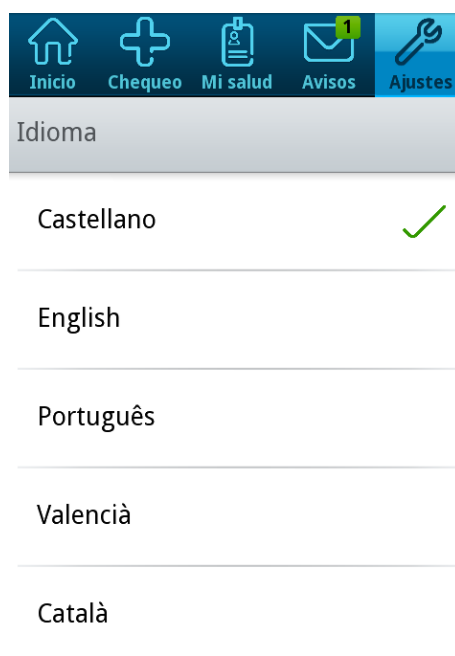 1
Inicio Chequeo Mi salud Avisos Ajustes
Idioma
Castellano
English
Português
Valencià
Català